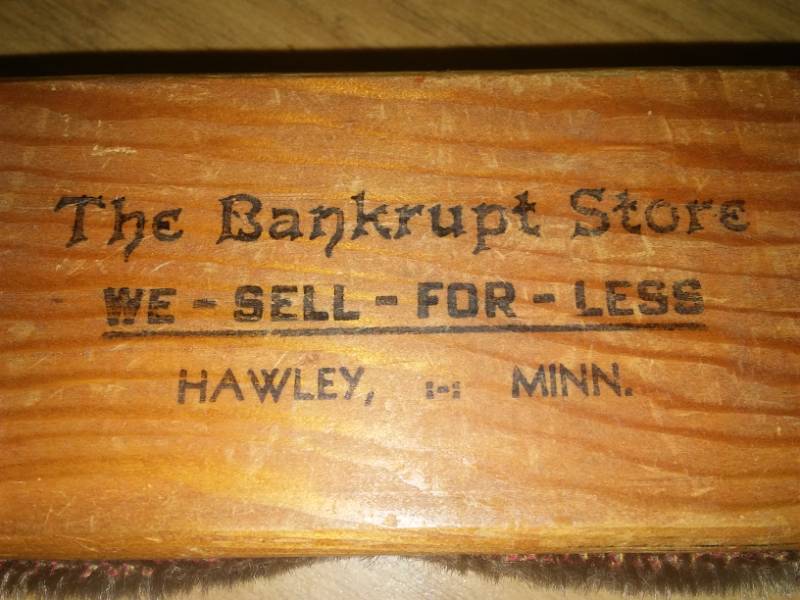 The Bankrupt Store
WE - SELL - FOR - LESS
HAWLEY, :-: MINN.